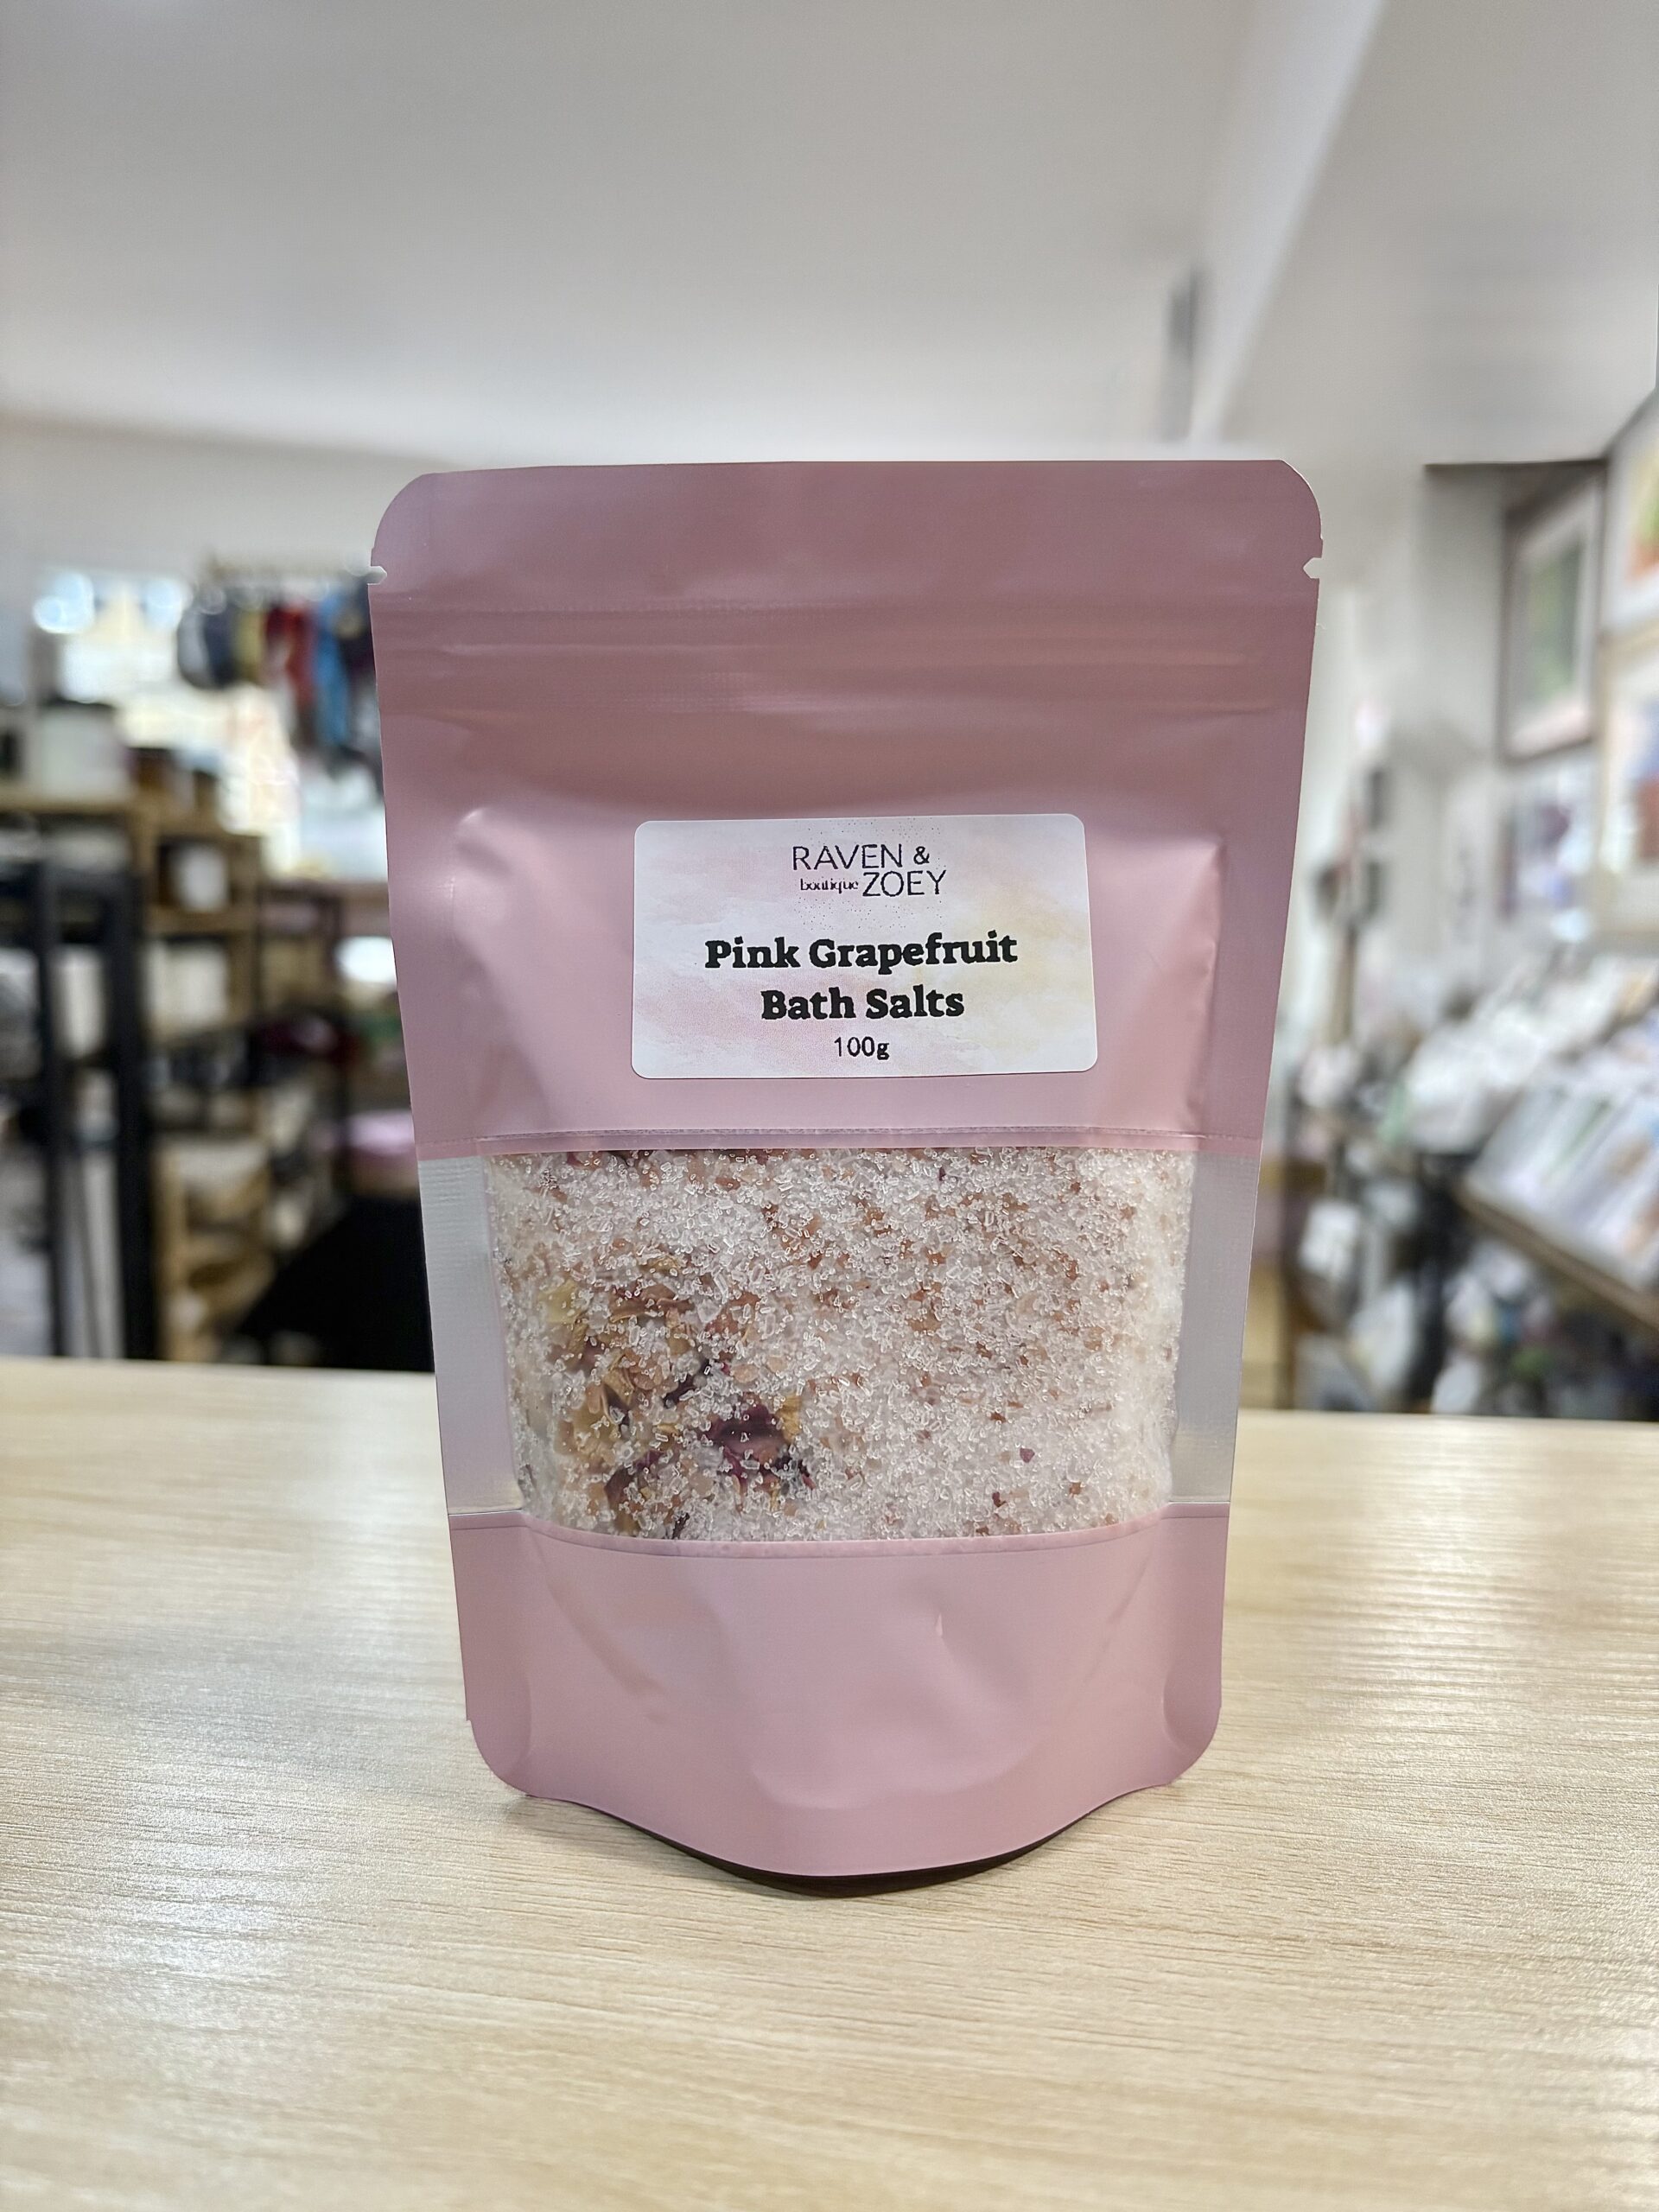 RAVEN &
boutique ZOEY
Pink Grapefruit
Bath Salts
100g